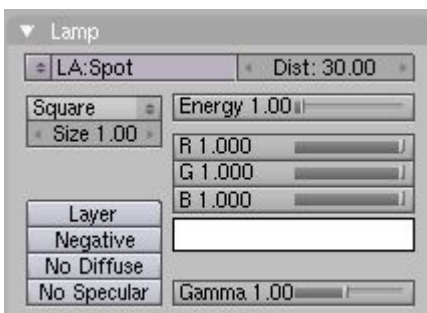 Lamp
LA:Spot Dist: 30.00
Square Energy 1.00
Size 1.00
R 1.000
G 1.000
B 1.000
Layer
Negative
No Diffuse
No Specular Gamma 1.00